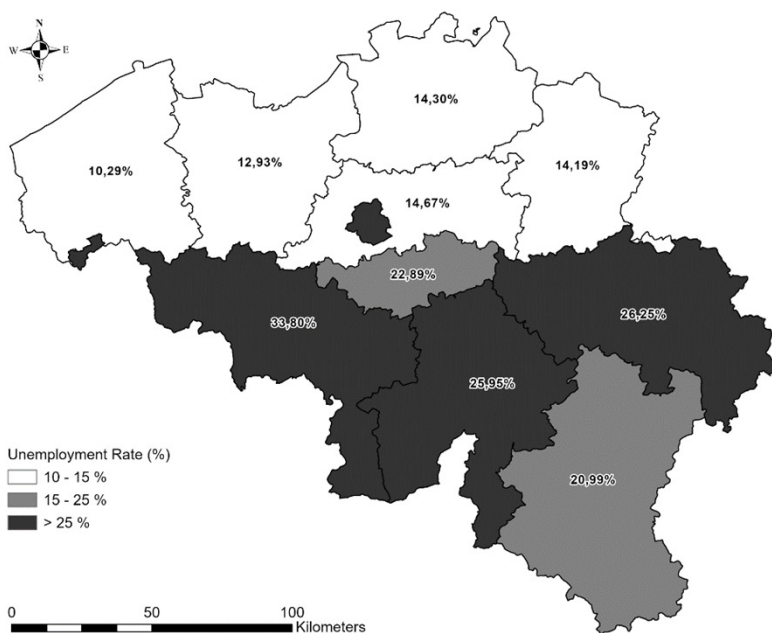 N
W E
S
14,30%
10,29%
12,93%
14,19%
14,67%
22,89%
26,25%
33,80%
25,95%
20,99%
Unemployment Rate (%)
10 - 15 %
15 - 25 %
> 25 %
0 50 100
Kilometers